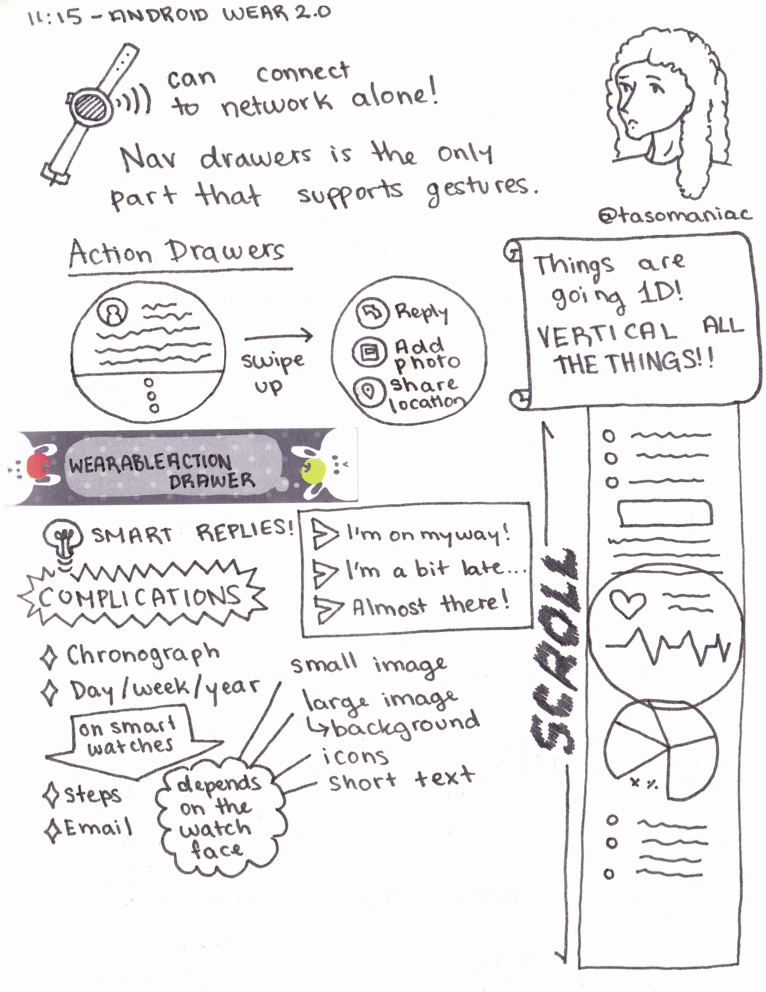 11:15 - ANDROID WEAR 2.0
can connect
to network alone!
Nav drawers is the only
part that supports gestures.
@tasomaniac
Action Drawers
swipe
up
Reply
Add
photo
share
location
Things are
going 1D!
VERTICAL ALL
THE THINGS!!
WEARABLE ACTION
DRAWER
SMART REPLIES!
I'm on my way!
I'm a bit late...
Almost there!
COMPLICATIONS
Chronograph
Day/week/year
on smart
watches
Steps
Email
depends
on the
watch
face
small image
large image
↳background
icons
short text
SCROLL
x %.